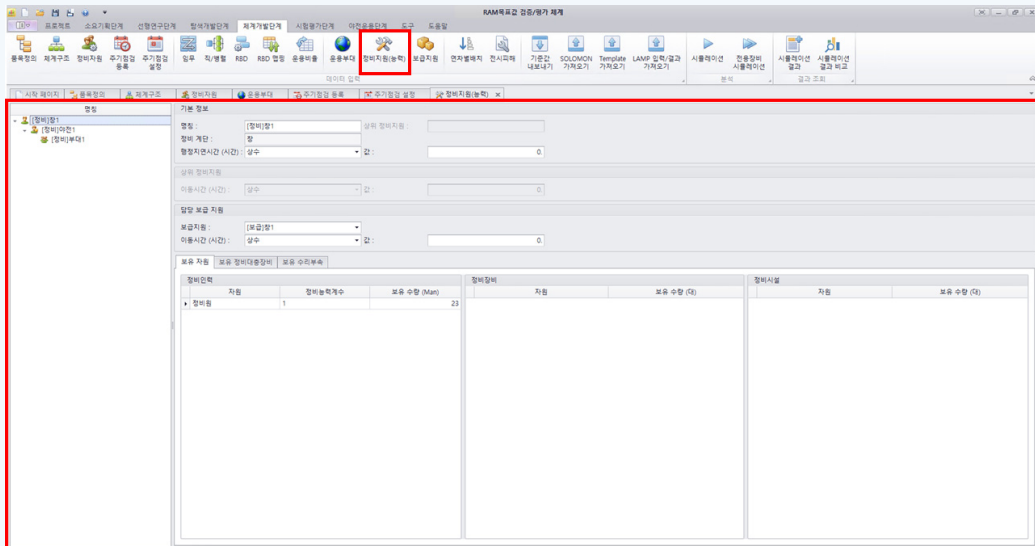 RAM목표값 검증/평가 체계
프로젝트 소요기획단계 선행연구단계 탐색개발단계 체계개발단계 시험평가단계 야전운용단계 도구 도움말
품목정의 체계구조 정비자원 주기점검 등록 주기점검 설정 임무 직/병렬 RBD RBD 맵핑 운용비율 운용부대 정비지원(능력) 보급지원 연차별배치 전시피해 기준값 내보내기 SOLOMON 가져오기 Template 가져오기 LAMP 입력/결과 가져오기 시뮬레이션 전용장비 시뮬레이션 시뮬레이션 결과 시뮬레이션 결과 비교
데이터 입력 분석 결과 조회
시작 페이지 품목정의 체계구조 정비자원 운용부대 주기점검 등록 주기점검 설정 정비지원(능력)
명칭
[정비]창1
[정비]야전1
[정비]부대1
기본 정보
명칭 : [정비]창1 상위 정비지원 :
정비 계단 : 창
행정지연시간 (시간) : 상수 값 : 0.
상위 정비지원
이동시간 (시간) : 상수 값 : 0.
담당 보급 지원
보급지원 : [보급]창1
이동시간 (시간) : 상수 값 : 0.
보유 자원 보유 정비대충장비 보유 수리부속
정비인력 정비장비 정비시설
자원 정비능력계수 보유 수량 (Man) 자원 보유 수량 (대) 자원 보유 수량 (대)
정비원 1 23